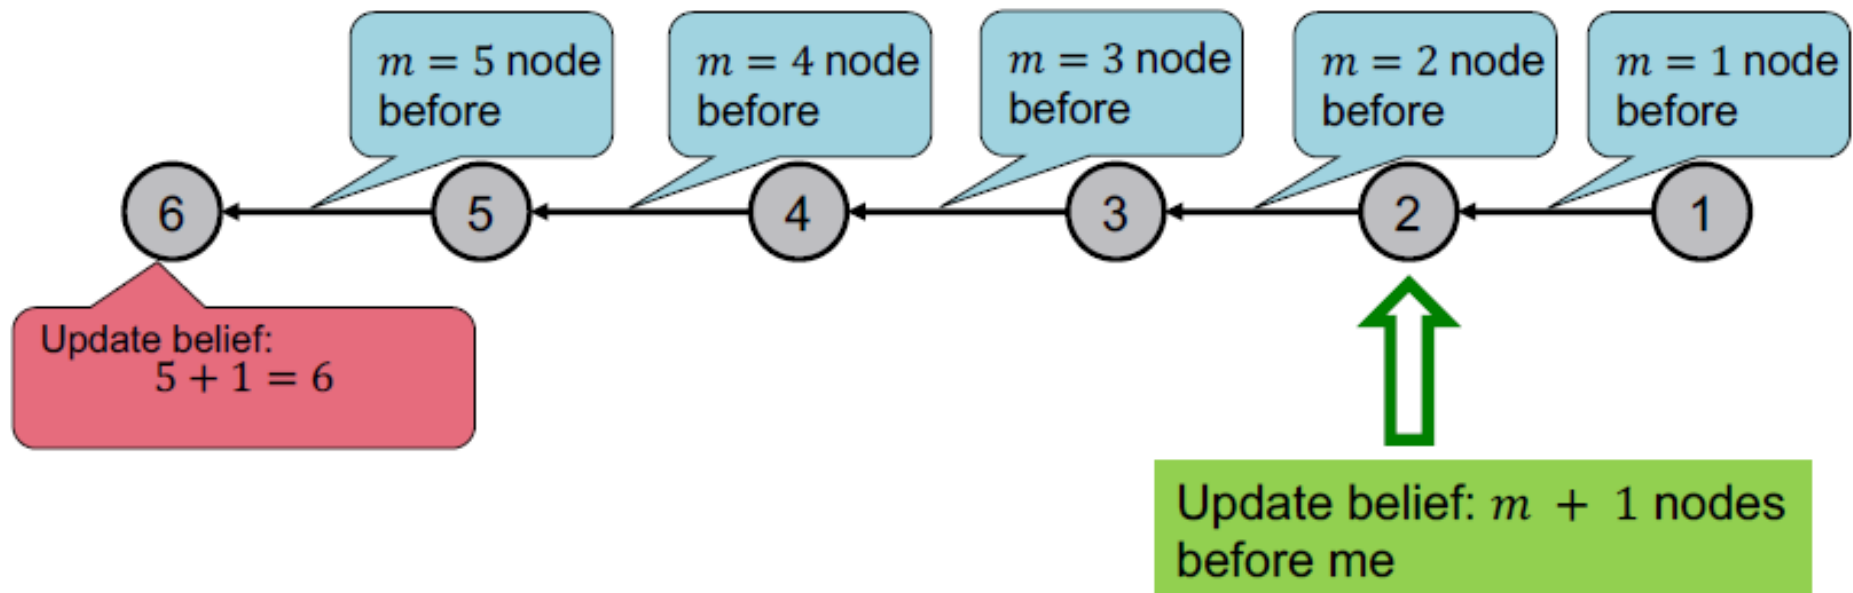 m = 5 node
before
m = 4 node
before
m = 3 node
before
m = 2 node
before
m = 1 node
before
6
5
4
3
2
1
Update belief:
5 + 1 = 6
Update belief: m + 1 nodes
before me